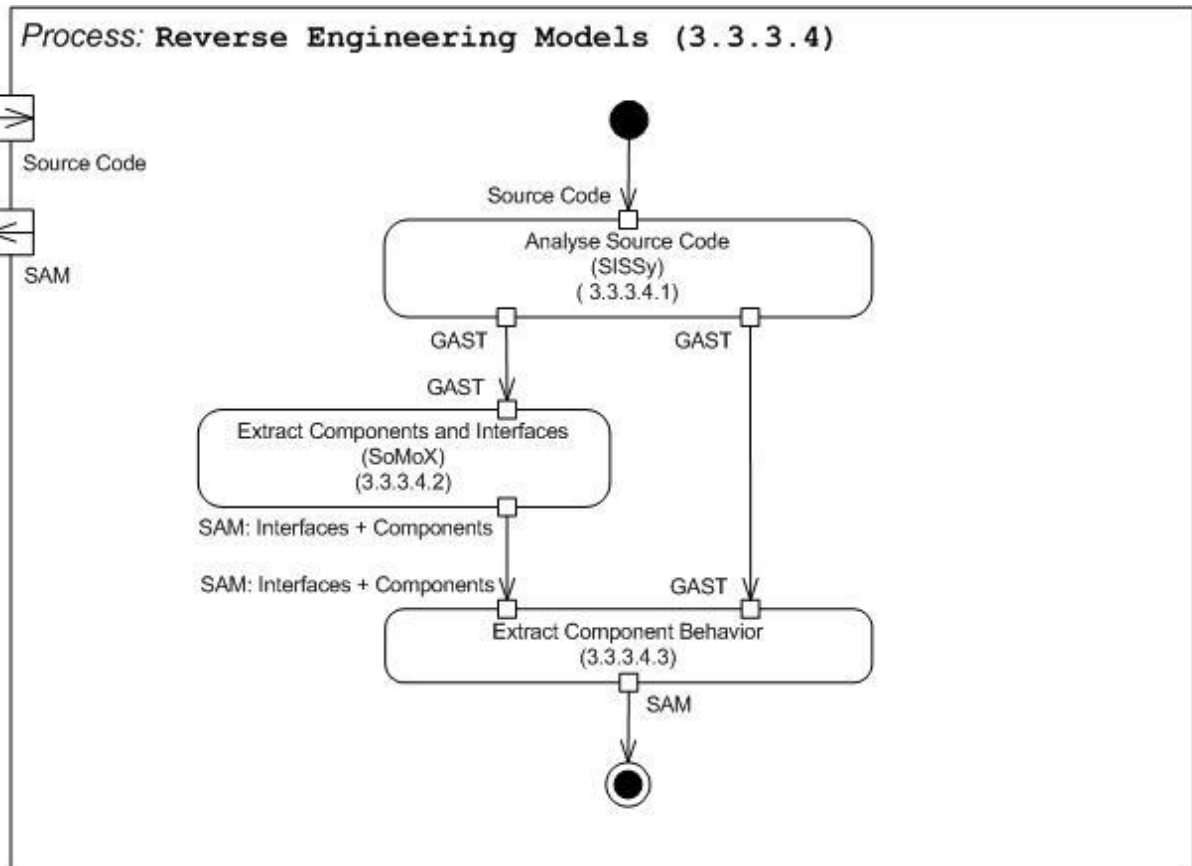 Process: Reverse Engineering Models (3.3.3.4)
Source Code
SAM
Source Code
Analyse Source Code
(SISSy)
( 3.3.3.4.1)
GAST
GAST
GAST
Extract Components and Interfaces
(SoMoX)
(3.3.3.4.2)
SAM: Interfaces + Components
SAM: Interfaces + Components
GAST
Extract Component Behavior
(3.3.3.4.3)
SAM